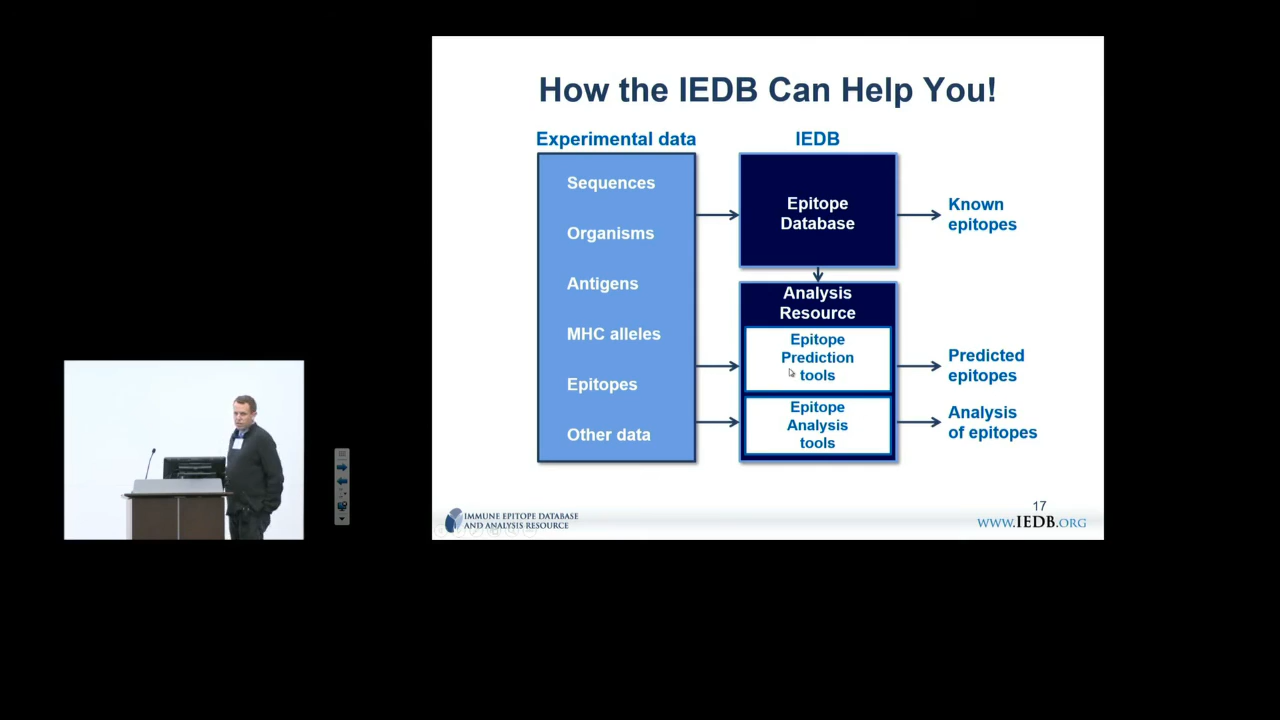 How the IEDB Can Help You!
Experimental data
Sequences
Organisms
Antigens
MHC alleles
Epitopes
Other data
IEDB
Epitope
Database
Analysis
Resource
Epitope
Prediction
tools
Epitope
Analysis
tools
Known
epitopes
Predicted
epitopes
Analysis
of epitopes
IMMUNE EPITOPE DATABASE
AND ANALYSIS RESOURCE
17
WWW.IEDB.ORG